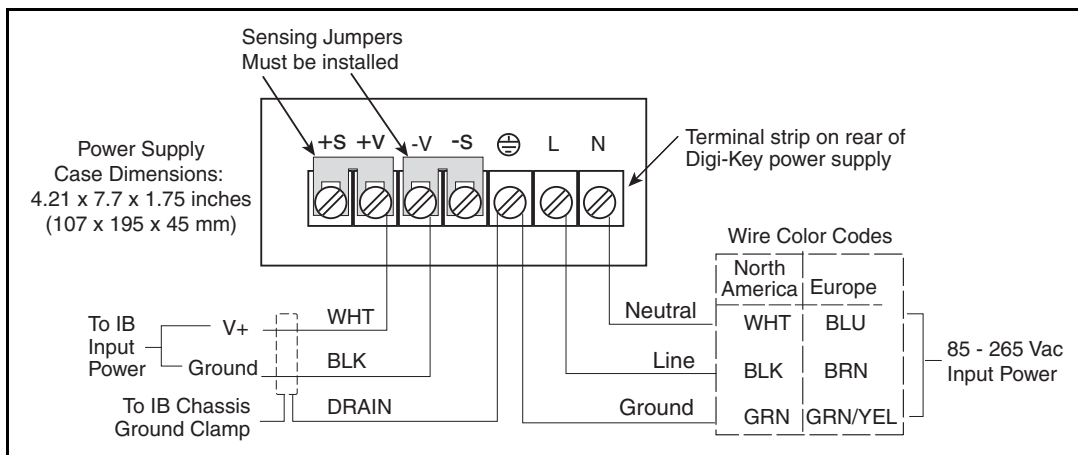 Sensing Jumpers
Must be installed
+S +V -V -S L N
Terminal strip on rear of
Digi-Key power supply
Power Supply
Case Dimensions:
4.21 x 7.7 x 1.75 inches
(107 x 195 x 45 mm)
Wire Color Codes
North
America
Europe
To IB
Input
Power
V+
Ground
WHT
BLK
To IB Chassis
Ground Clamp
DRAIN
Neutral
WHT BLU
Line
BLK BRN
Ground
GRN GRN/YEL
85 - 265 Vac
Input Power